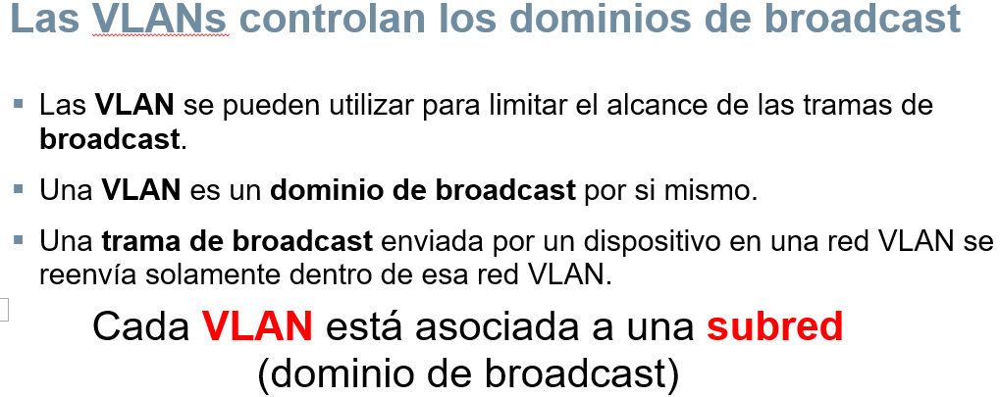 Las VLANs controlan los dominios de broadcast
▪ Las VLAN se pueden utilizar para limitar el alcance de las tramas de
broadcast.
▪ Una VLAN es un dominio de broadcast por si mismo.
▪ Una trama de broadcast enviada por un dispositivo en una red VLAN se
reenvía solamente dentro de esa red VLAN.
Cada VLAN está asociada a una subred
(dominio de broadcast)